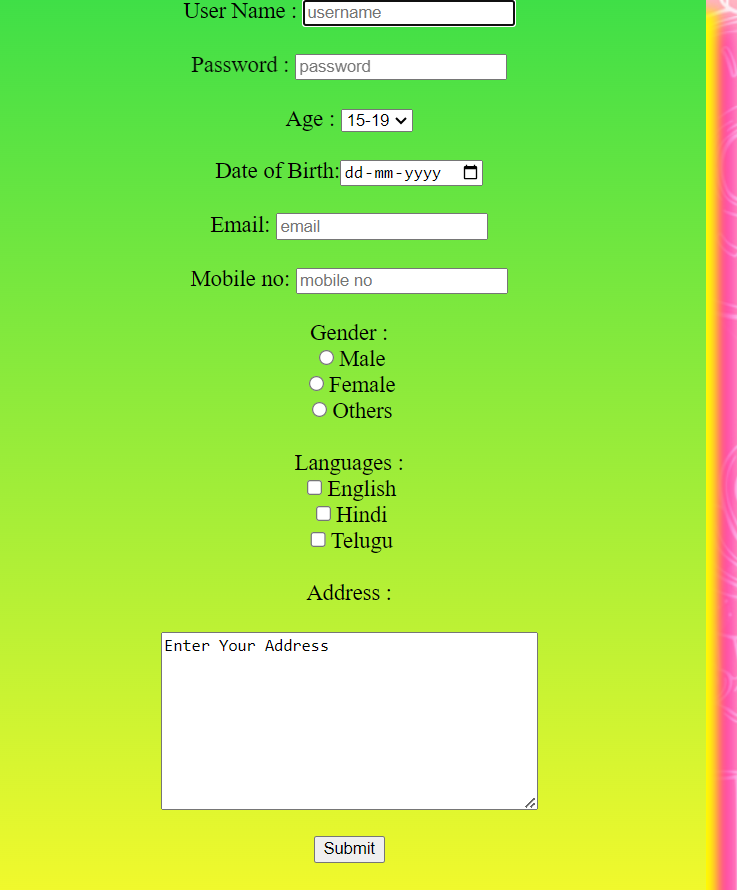 User Name : username
Password : password
Age : 15-19
Date of Birth: dd-mm-yyyy
Email: email
Mobile no: mobile no
Gender :
Male
Female
Others
Languages :
English
Hindi
Telugu
Address :
Enter Your Address
Submit